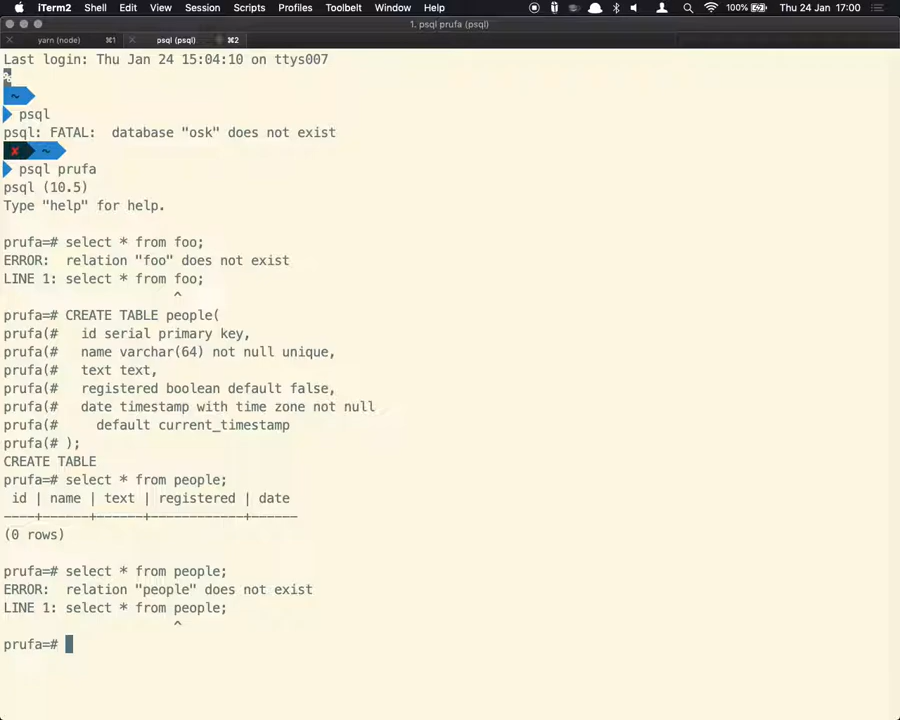 iTerm2 Shell Edit View Session Scripts Profiles Toolbelt Window Help 100% Thu 24 Jan 17:00
1. psql prufa (psql)
yarn (node) ⌘1 psql (psql) ⌘2
Last login: Thu Jan 24 15:04:10 on ttys007
%
~
psql
psql: FATAL:  database "osk" does not exist
✘ ~
psql prufa
psql (10.5)
Type "help" for help.
prufa=# select * from foo;
ERROR:  relation "foo" does not exist
LINE 1: select * from foo;
^
prufa=# CREATE TABLE people(
prufa(#   id serial primary key,
prufa(#   name varchar(64) not null unique,
prufa(#   text text,
prufa(#   registered boolean default false,
prufa(#   date timestamp with time zone not null
prufa(#     default current_timestamp
prufa(# );
CREATE TABLE
prufa=# select * from people;
 id | name | text | registered | date
----+------+------+------------+------
(0 rows)
prufa=# select * from people;
ERROR:  relation "people" does not exist
LINE 1: select * from people;
^
prufa=#